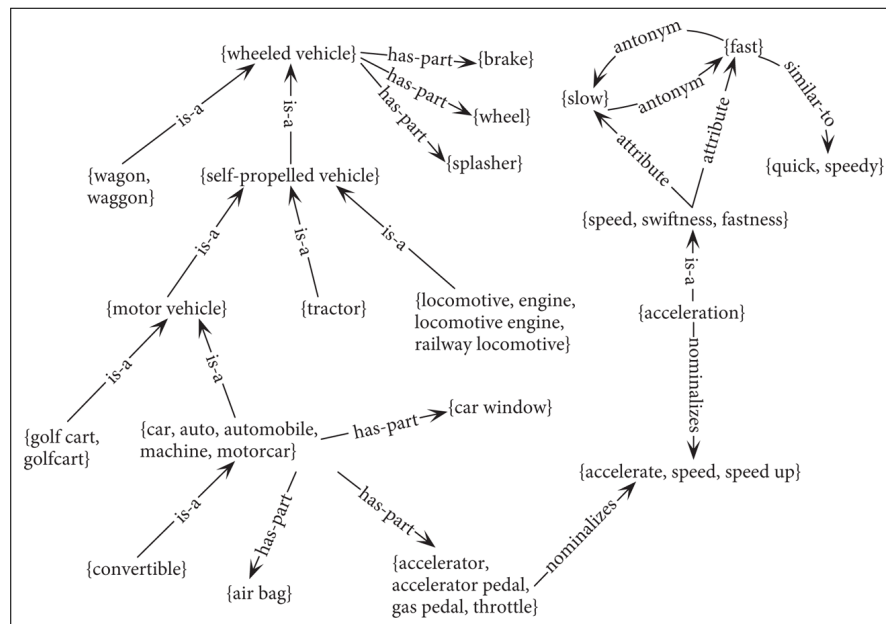 {wheeled vehicle}
has-part
{brake}
has-part
{wheel}
has-part
{splasher}
is-a
is-a
{wagon,
waggon}
{self-propelled vehicle}
is-a
is-a
is-a
{motor vehicle}
{tractor}
{locomotive, engine,
locomotive engine,
railway locomotive}
is-a
is-a
{golf cart,
golfcart}
{car, auto, automobile,
machine, motorcar}
has-part
{car window}
is-a
has-part
has-part
{convertible}
{air bag}
{accelerator,
accelerator pedal,
gas pedal, throttle}
antonym
{fast}
{slow}
antonym
similar-to
{quick, speedy}
attribute
attribute
{speed, swiftness, fastness}
is-a
{acceleration}
nominalizes
{accelerate, speed, speed up}
nominalizes